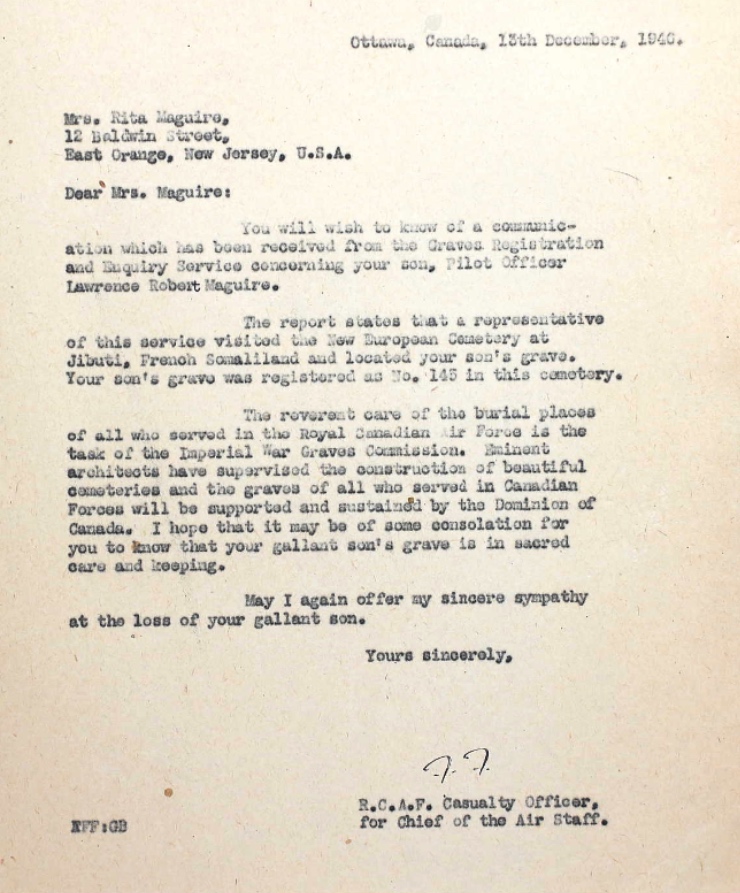 Ottawa, Canada, 13th December, 1946.
Mrs. Rita Maguire,
12 Baldwin Street,
East Orange, New Jersey, U.S.A.
Dear Mrs. Maguire:
You will wish to know of a communic-
ation which has been received from the Graves Registration
and Enquiry Service concerning your son, Pilot Officer
Lawrence Robert Maguire.
The report states that a representative
of this service visited the New European Cemetery at
Jibuti, French Somaliland and located your son's grave.
Your son's grave was registered as No. 145 in this cemetery.
The reverent care of the burial places
of all who served in the Royal Canadian Air Force is the
task of the Imperial War Graves Commission. Eminent
architects have supervised the construction of beautiful
cemeteries and the graves of all who served in Canadian
Forces will be supported and sustained by the Dominion of
Canada. I hope that it may be of some consolation for
you to know that your gallant son's grave is in sacred
care and keeping.
May I again offer my sincere sympathy
at the loss of your gallant son.
Yours sincerely,
R.C.A.F. Casualty Officer,
for Chief of the Air Staff.
:GB